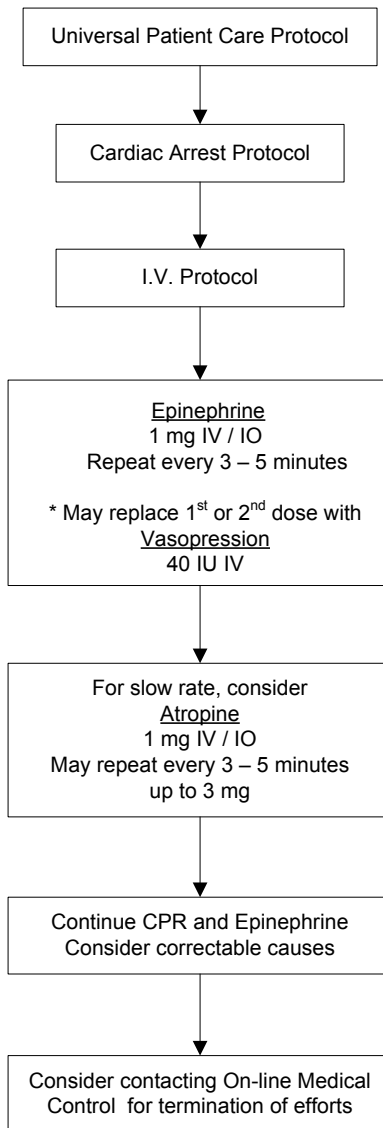 Universal Patient Care Protocol
Cardiac Arrest Protocol
I.V. Protocol
Epinephrine
1 mg IV / IO
Repeat every 3 – 5 minutes
* May replace 1st or 2nd dose with
Vasopression
40 IU IV
For slow rate, consider
Atropine
1 mg IV / IO
May repeat every 3 – 5 minutes
up to 3 mg
Continue CPR and Epinephrine
Consider correctable causes
Consider contacting On-line Medical
Control for termination of efforts